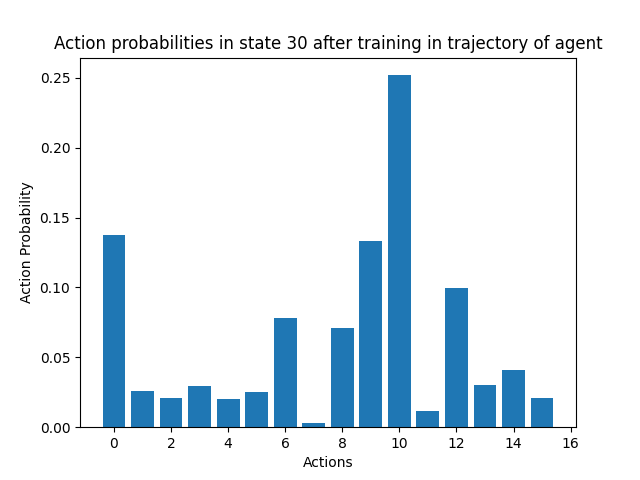 Action probabilities in state 30 after training in trajectory of agent
0.25
0.20
0.15
0.10
0.05
0.00
Action Probability
0 2 4 6 8 10 12 14 16
Actions